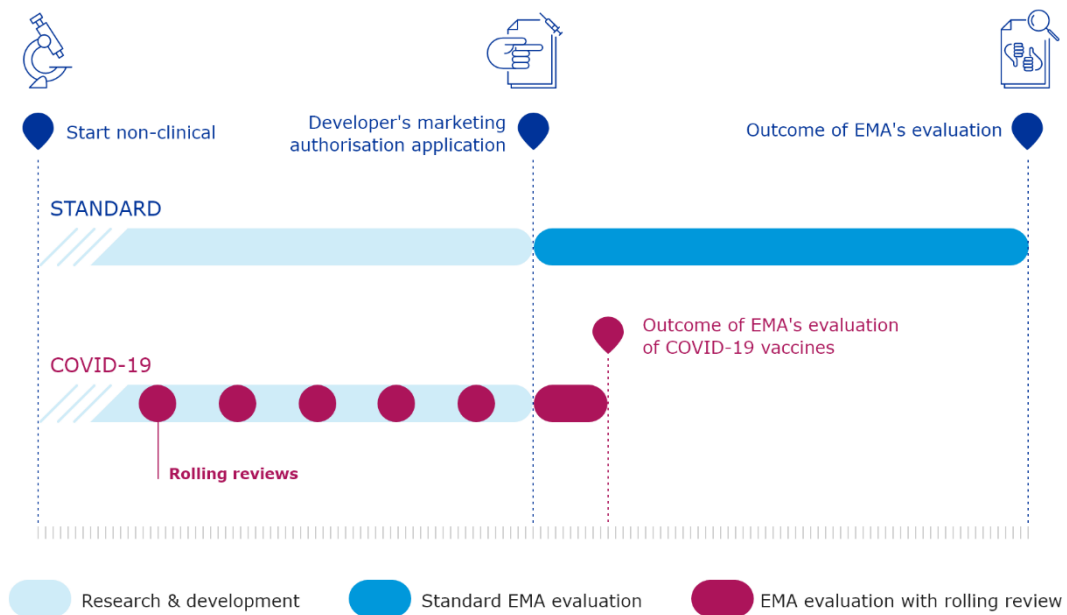 Start non-clinical
Developer's marketing
authorisation application
Outcome of EMA's evaluation
STANDARD
Outcome of EMA's evaluation
of COVID-19 vaccines
COVID-19
Rolling reviews
Research & development
Standard EMA evaluation
EMA evaluation with rolling review